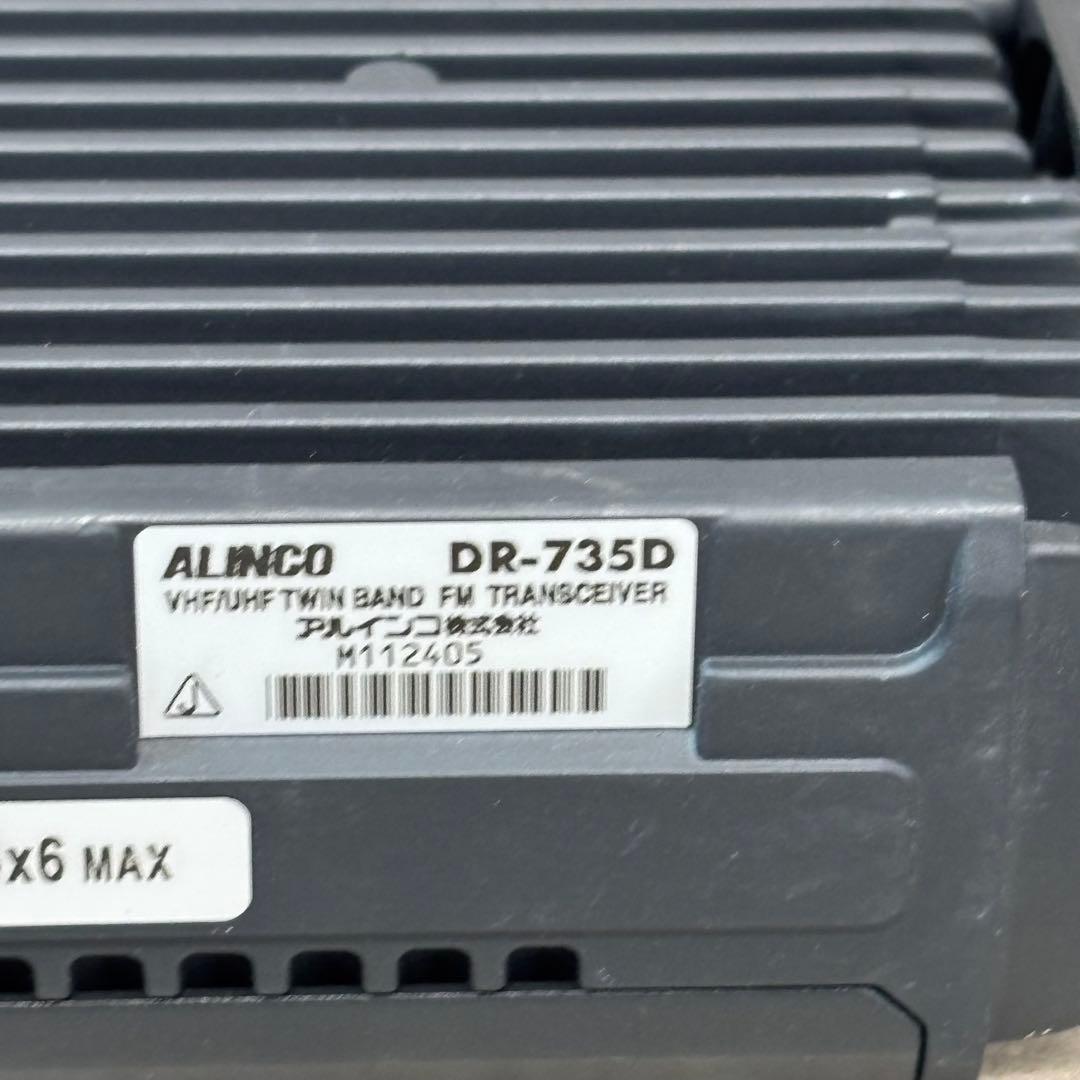 ALINCO DR-735D
VHF/UHF TWIN BAND FM TRANSCEIVER
アルインコ株式会社
M112405
x6 MAX